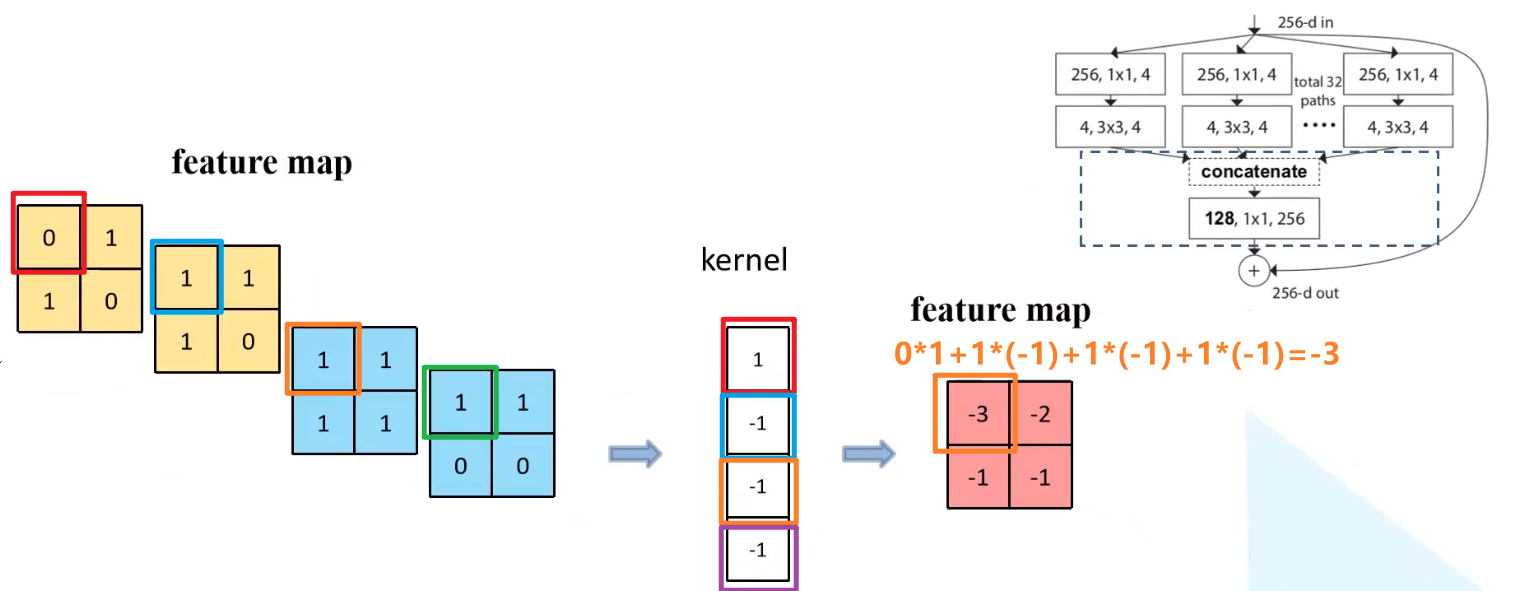 256-d in
256, 1x1, 4
256, 1x1, 4
total 32
paths
256, 1x1, 4
4, 3x3, 4
4, 3x3, 4
....
4, 3x3, 4
concatenate
128, 1x1, 256
+
256-d out
feature map
0 1
1 0
1 1
1 0
1 1
1 1
1 1
0 0
kernel
1
-1
-1
-1
feature map
0*1+1*(-1)+1*(-1)+1*(-1)=-3
-3 -2
-1 -1